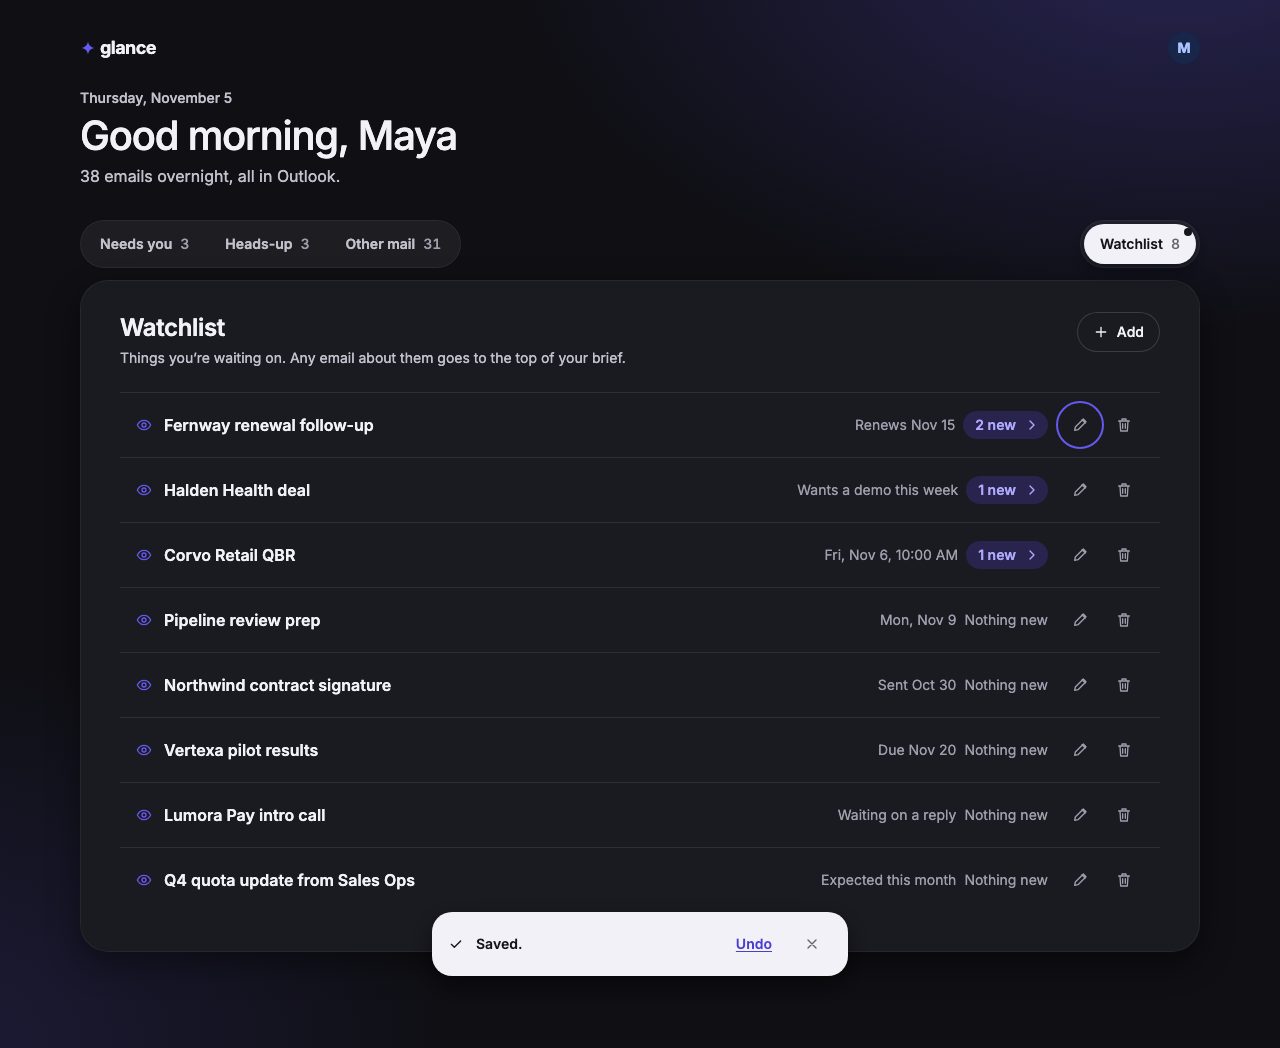 glance
M
Thursday, November 5
Good morning, Maya
38 emails overnight, all in Outlook.
Needs you 3 Heads-up 3 Other mail 31
Watchlist 8
Watchlist
Add
Things you’re waiting on. Any email about them goes to the top of your brief.
Fernway renewal follow-up Renews Nov 15 2 new
Halden Health deal Wants a demo this week 1 new
Corvo Retail QBR Fri, Nov 6, 10:00 AM 1 new
Pipeline review prep Mon, Nov 9 Nothing new
Northwind contract signature Sent Oct 30 Nothing new
Vertexa pilot results Due Nov 20 Nothing new
Lumora Pay intro call Waiting on a reply Nothing new
Q4 quota update from Sales Ops Expected this month Nothing new
Saved. Undo